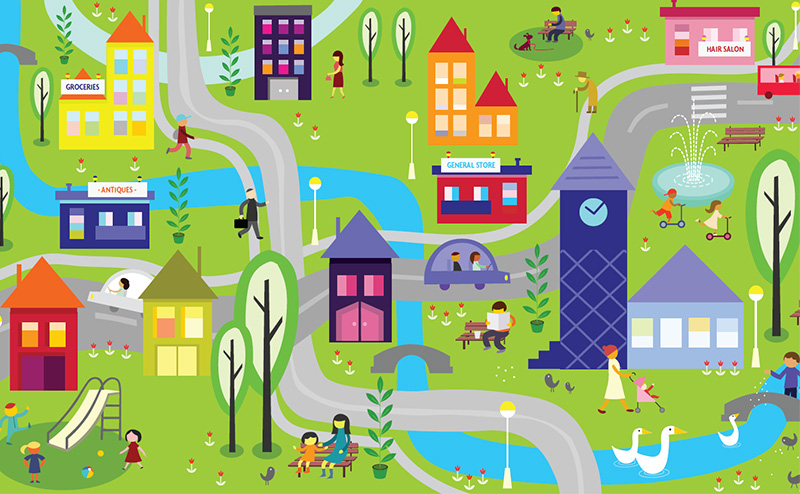 HAIR SALON
GROCERIES
GENERAL STORE
- ANTIQUES -